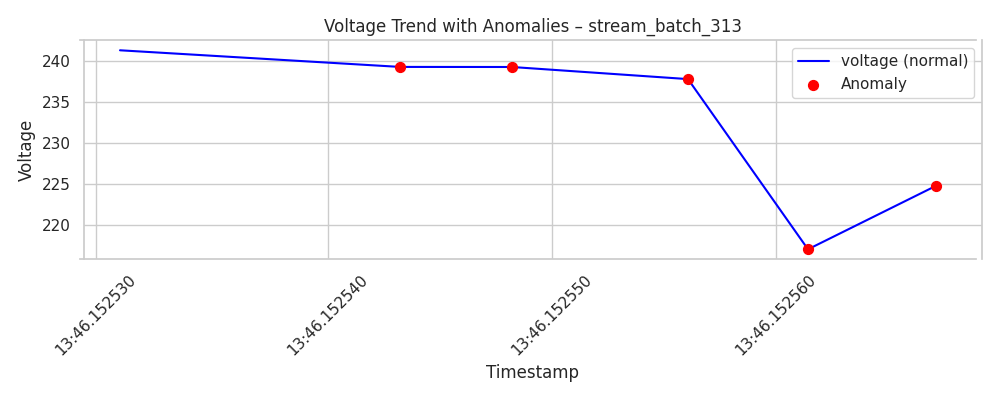 Voltage Trend with Anomalies – stream_batch_313
voltage (normal)
Anomaly
Voltage
240
235
230
225
220
13:46.152530
13:46.152540
13:46.152550
13:46.152560
Timestamp